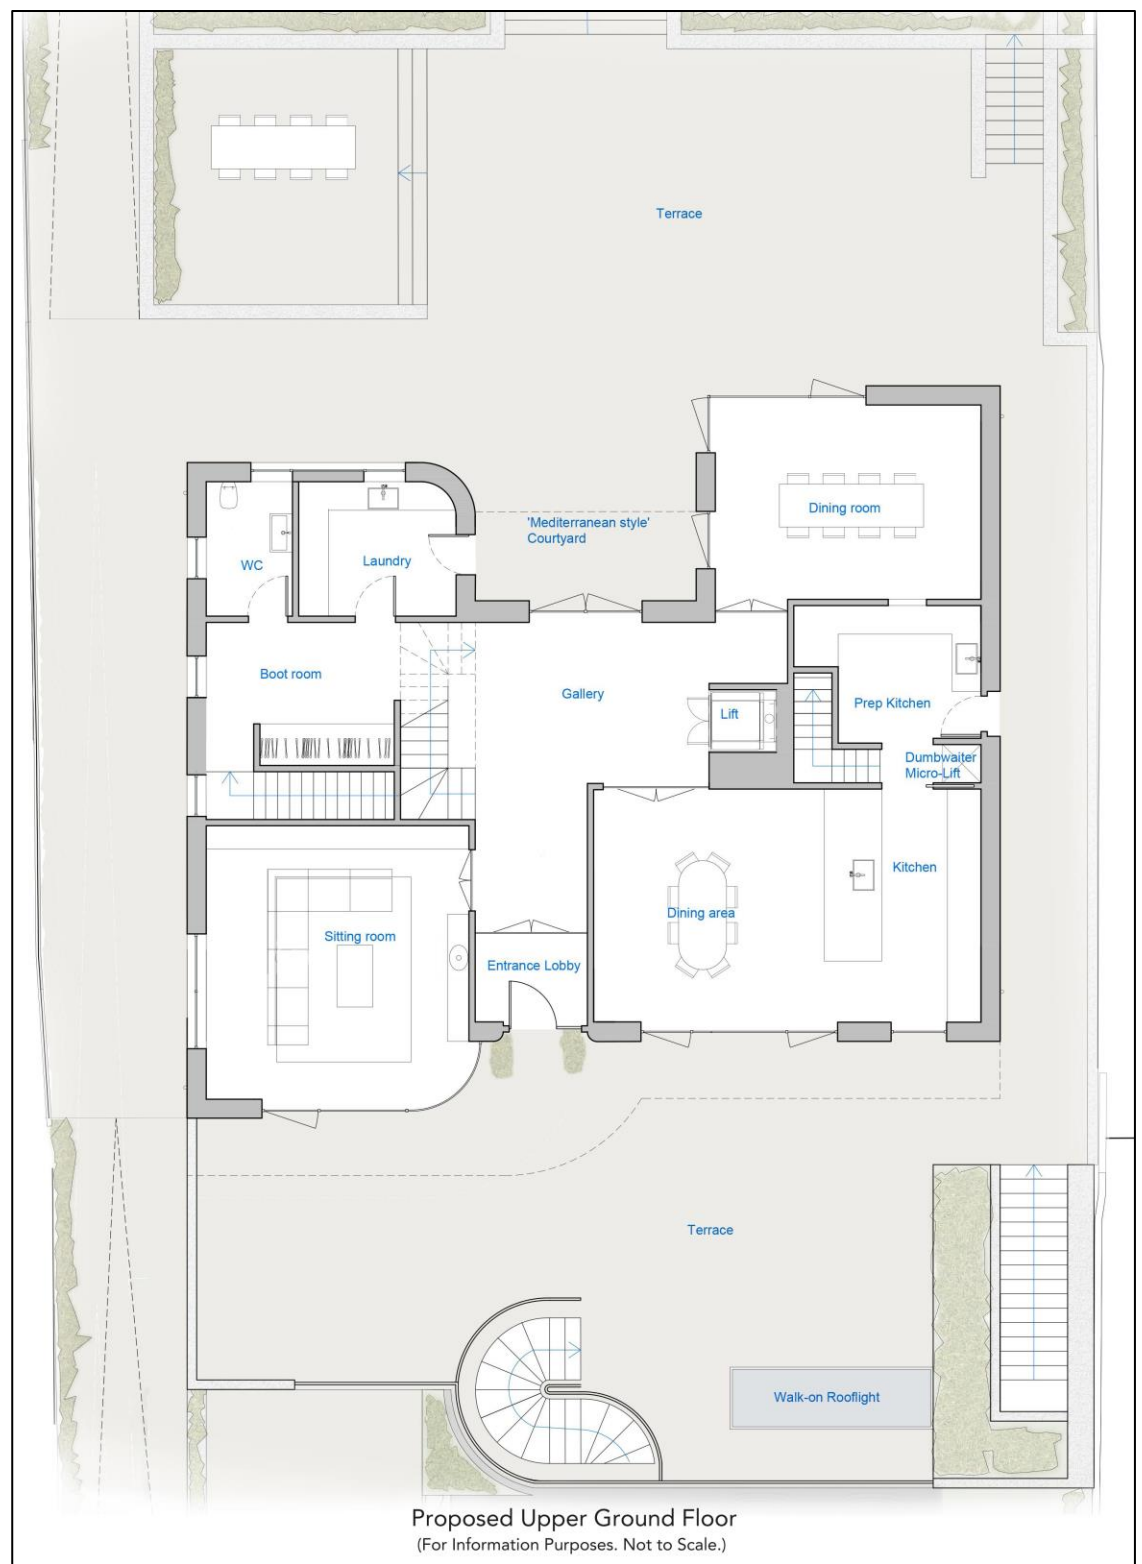 Terrace
Dining room
'Mediterranean style'
Courtyard
WC
Laundry
Boot room
Gallery
Lift
Prep Kitchen
Dumbwaiter
Micro-Lift
Kitchen
Dining area
Sitting room
Entrance Lobby
Terrace
Walk-on Rooflight
Proposed Upper Ground Floor
(For Information Purposes. Not to Scale.)